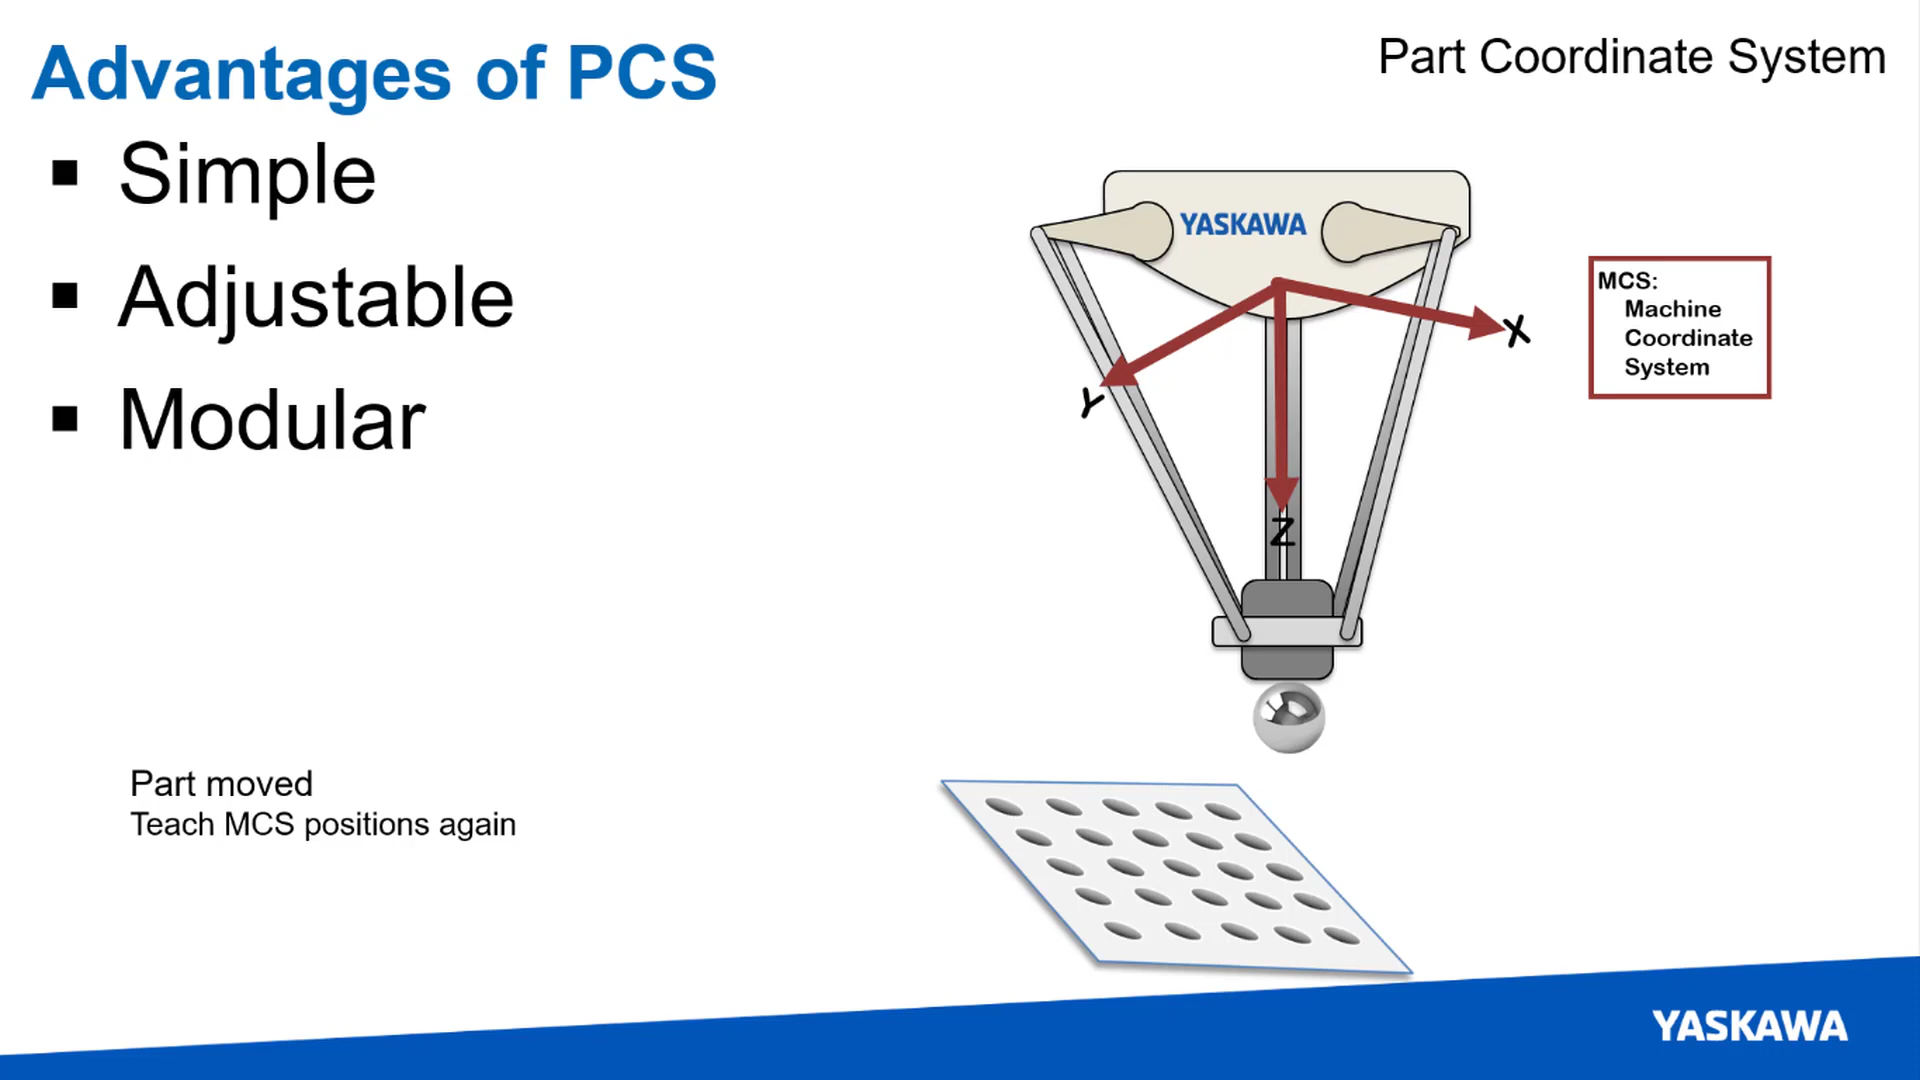 Advantages of PCS
Part Coordinate System
Simple
Adjustable
Modular
YASKAWA
X
Y
Z
MCS:
Machine
Coordinate
System
Part moved
Teach MCS positions again
YASKAWA